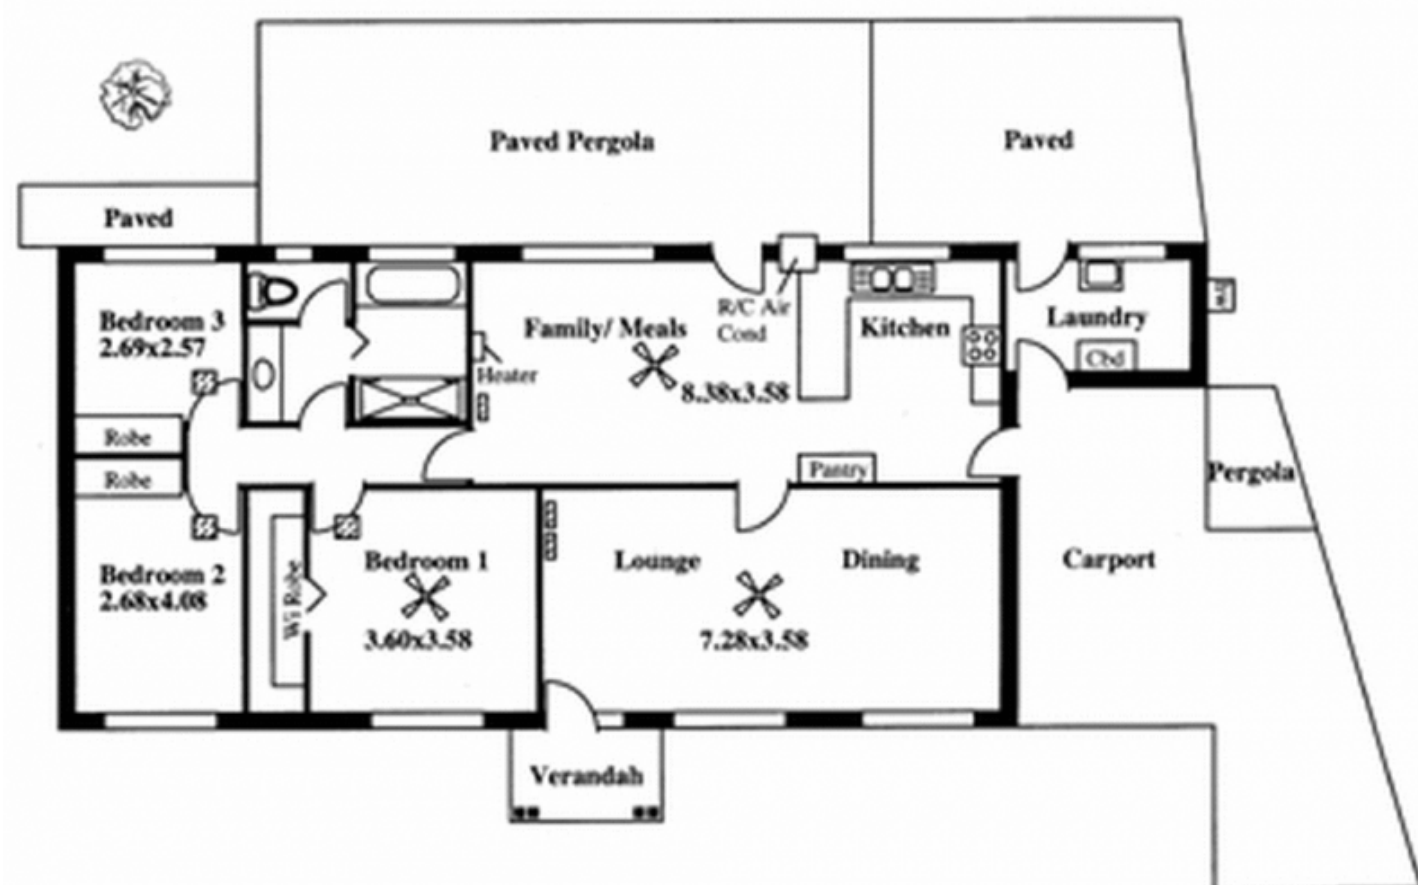 Paved Pergola
Paved
Paved
Bedroom 3
2.69x2.57
Family/ Meals
8.38x3.58
R/C Air
Cond
Kitchen
Laundry
Cbd
Heater
Robe
Robe
Pantry
Pergola
Bedroom 2
2.68x4.08
Wi Robe
Bedroom 1
3.60x3.58
Lounge
Dining
7.28x3.58
Carport
Verandah